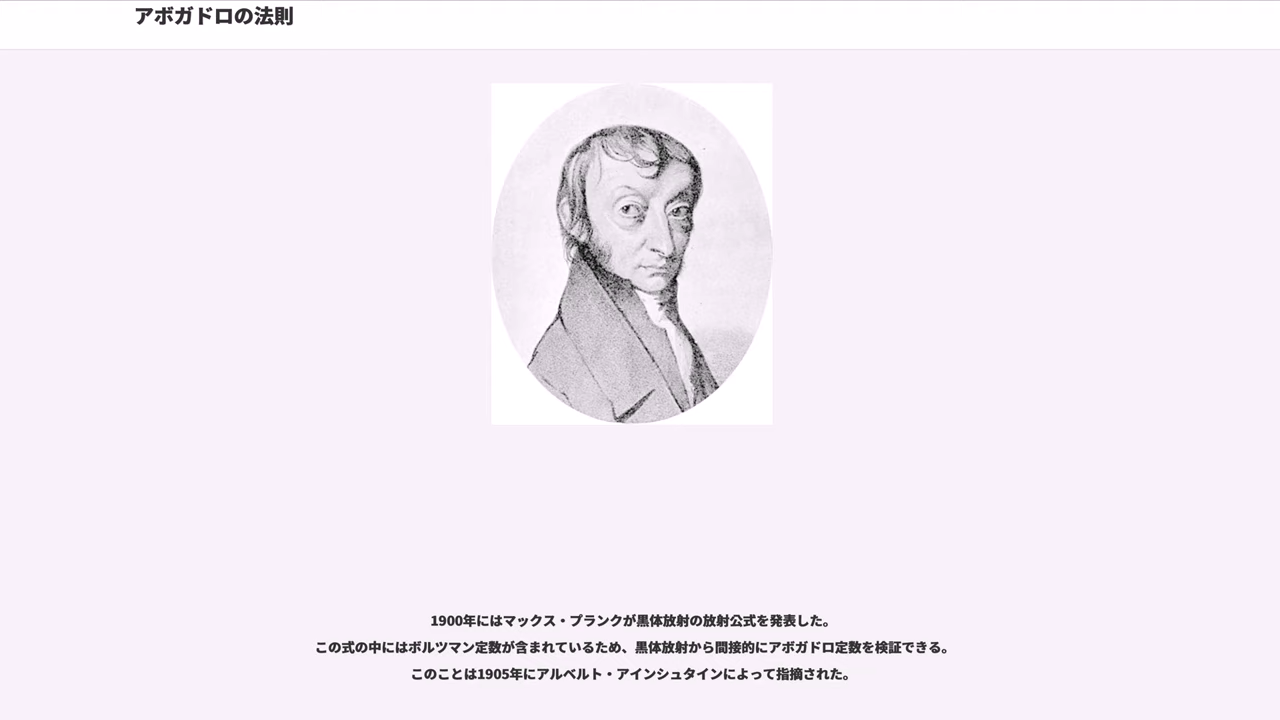 アボガドロの法則
1900年にはマックス・プランクが黒体放射の放射公式を発表した。
この式の中にはボルツマン定数が含まれているため、黒体放射から間接的にアボガドロ定数を検証できる。
このことは1905年にアルベルト・アインシュタインによって指摘された。